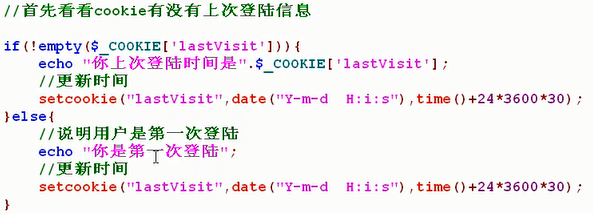 //首先看看cookie有没有上次登陆信息
if(!empty($_COOKIE['lastVisit'])){
echo "你上次登陆时间是".$_COOKIE['lastVisit'];
//更新时间
setcookie("lastVisit",date("Y-m-d  H:i:s"),time()+24*3600*30);
}else{
//说明用户是第一次登陆
echo "你是第一次登陆";
//更新时间
setcookie("lastVisit",date("Y-m-d  H:i:s"),time()+24*3600*30);
}